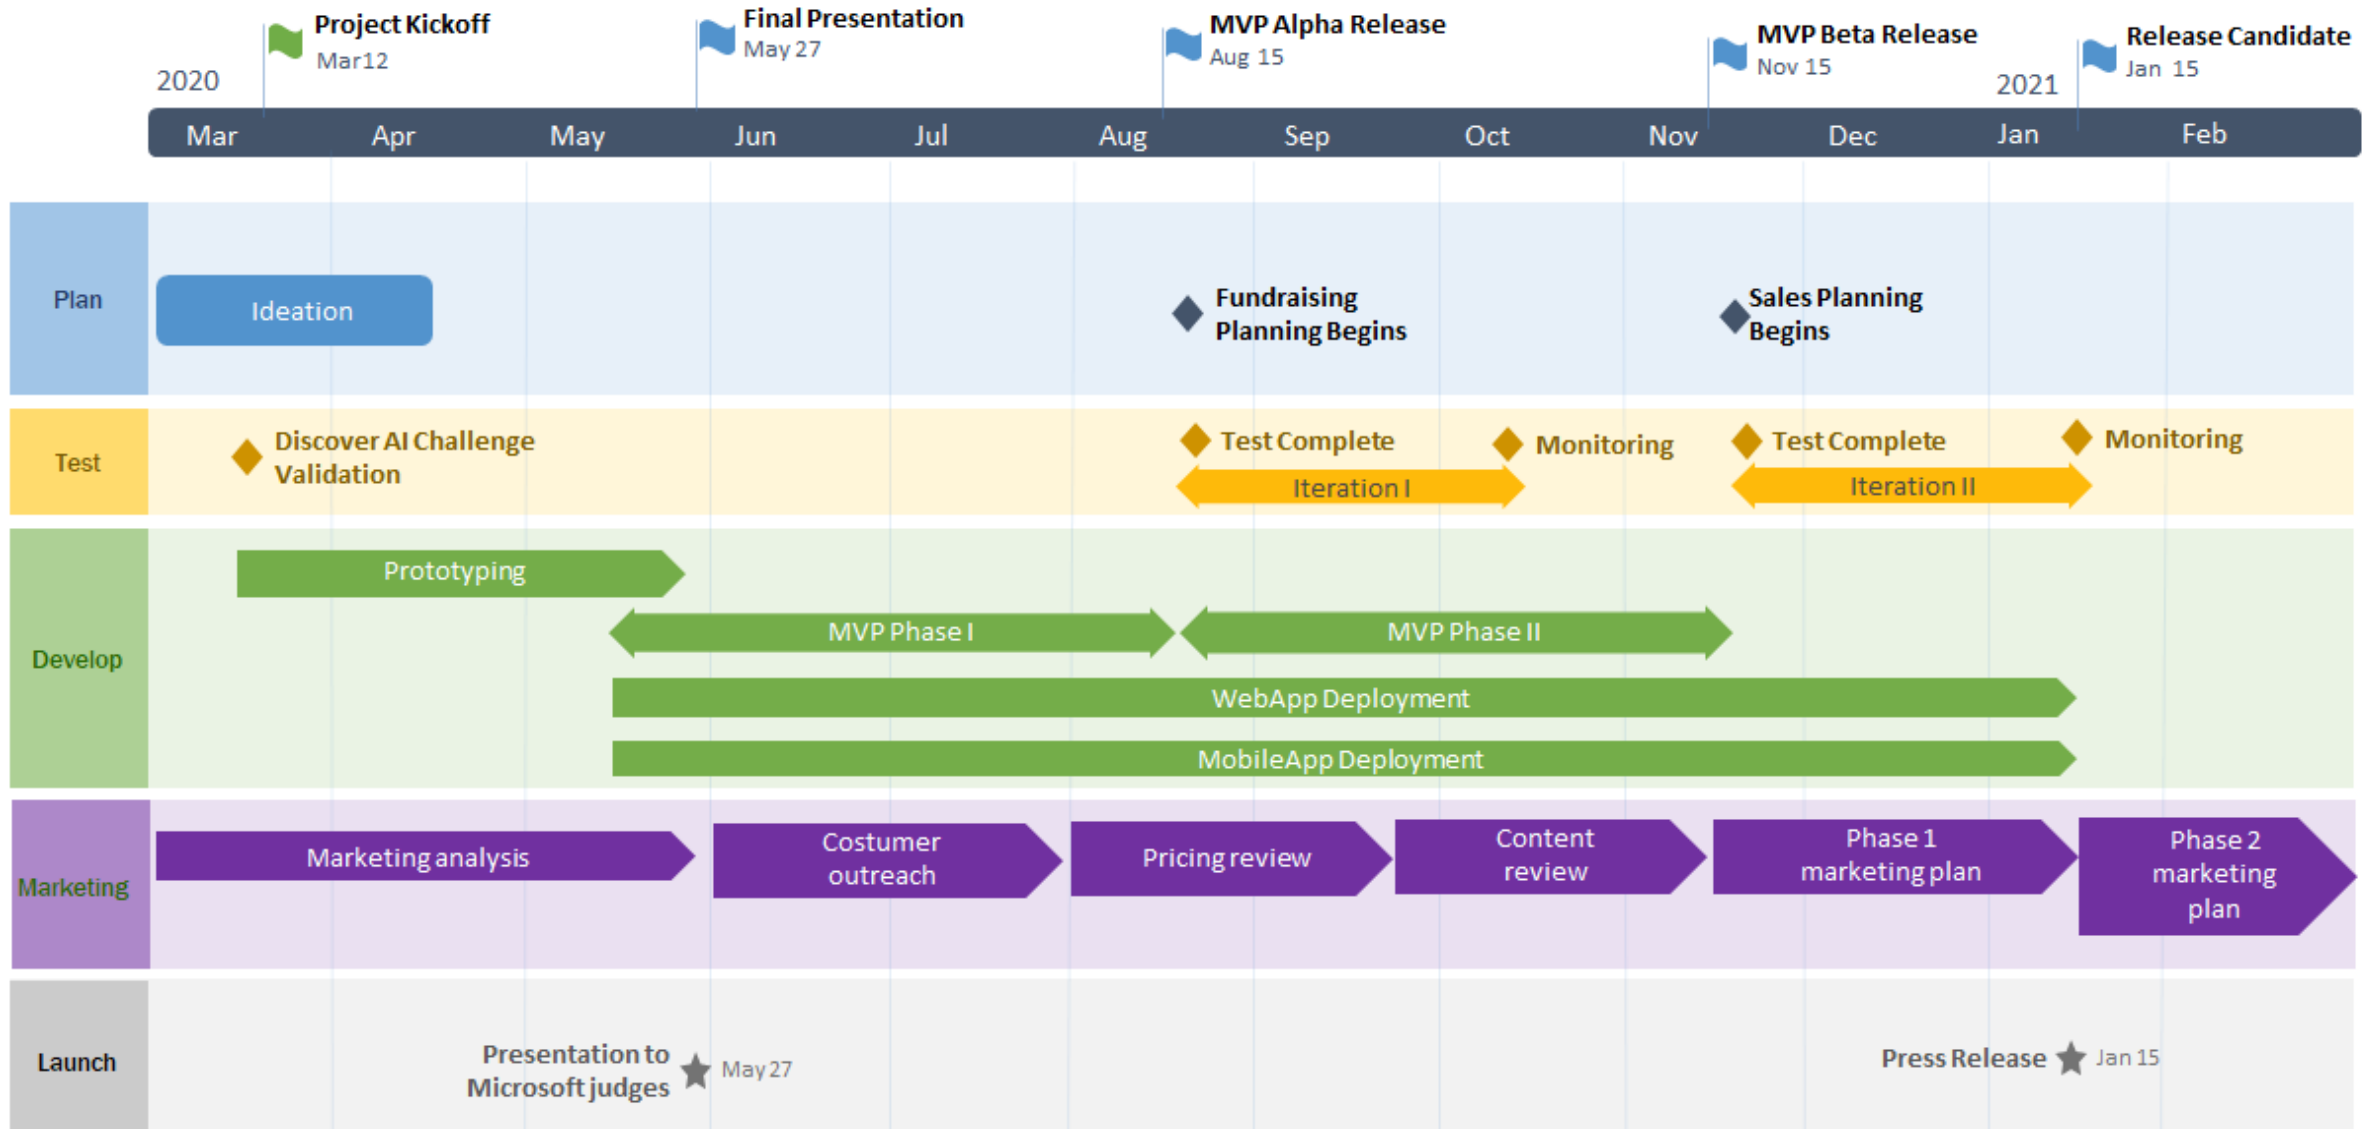 Project Kickoff
Mar12
Final Presentation
May 27
MVP Alpha Release
Aug 15
MVP Beta Release
Nov 15
Release Candidate
Jan 15
2020
2021
Mar
Apr
May
Jun
Jul
Aug
Sep
Oct
Nov
Dec
Jan
Feb
Plan
Ideation
Fundraising
Planning Begins
Sales Planning
Begins
Test
Discover AI Challenge
Validation
Test Complete
Monitoring
Test Complete
Monitoring
Iteration I
Iteration II
Develop
Prototyping
MVP Phase I
MVP Phase II
WebApp Deployment
MobileApp Deployment
Marketing
Marketing analysis
Costumer
outreach
Pricing review
Content
review
Phase 1
marketing plan
Phase 2
marketing
plan
Launch
Presentation to
Microsoft judges
May 27
Press Release
Jan 15